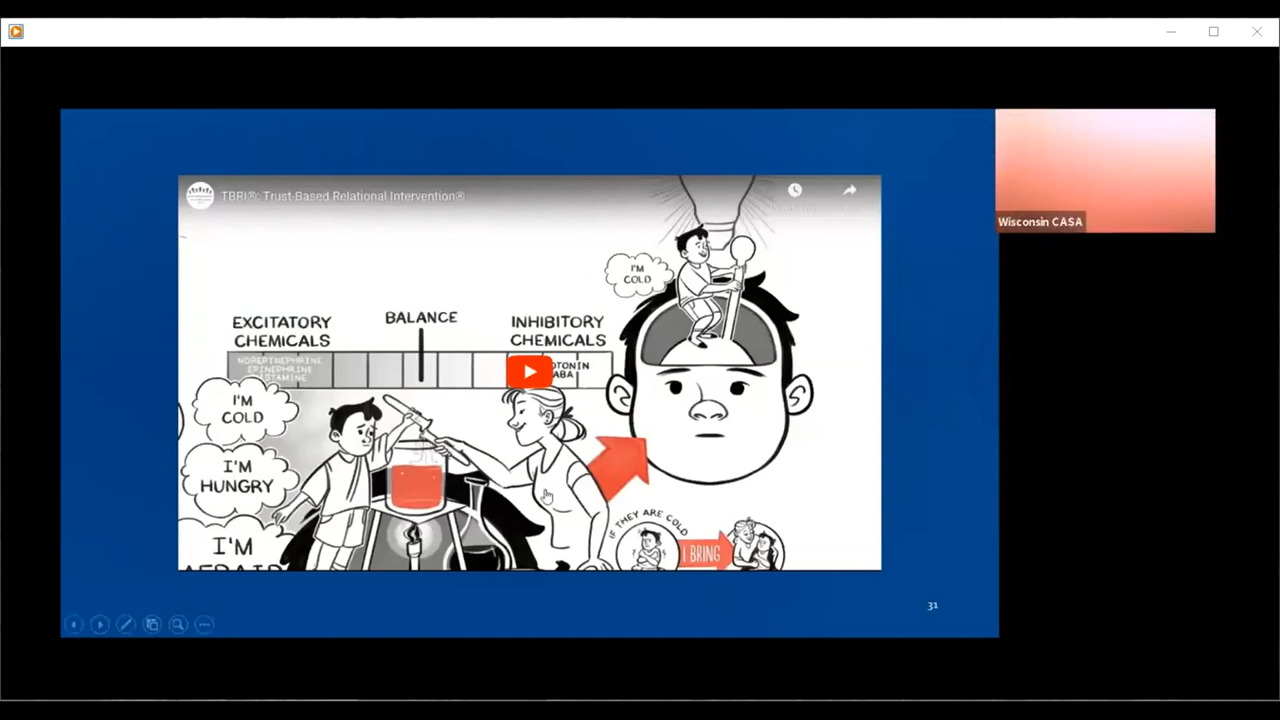 TBRI®: Trust-Based Relational Intervention®
Wisconsin CASA
I'M
COLD
EXCITATORY
CHEMICALS
BALANCE
INHIBITORY
CHEMICALS
NOREPINEPHRINE
EPINEPHRINE
I'M
COLD
I'M
HUNGRY
I'M
AFRAID
IF THEY ARE COLD
I BRING
31